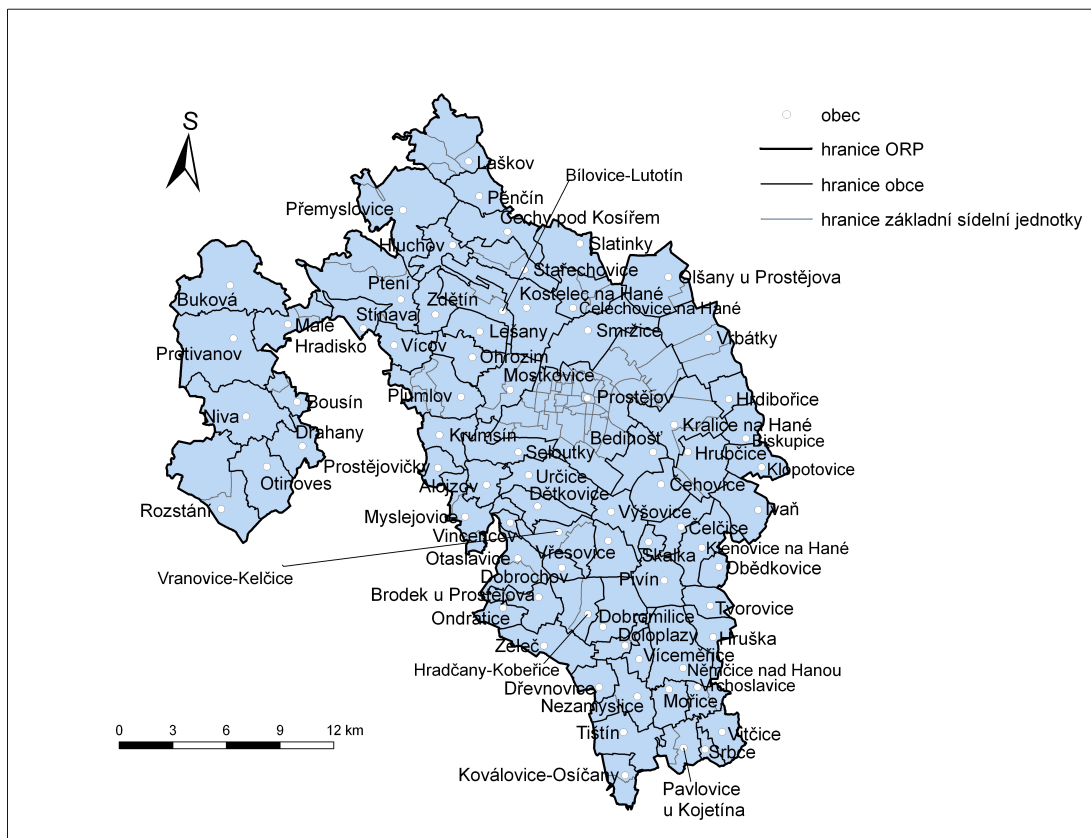 S
obec
hranice ORP
hranice obce
hranice základní sídelní jednotky
Laškov
Bílovice-Lutotín
Pěnčín
Přemyslovice
Čechy pod Kosířem
Hluchov
Slatinky
Stařechovice
Olšany u Prostějova
Ptení
Buková
Zdětín
Kostelec na Hané
Čelechovice na Hané
Stínava
Malé
Hradisko
Lešany
Smržice
Vrbátky
Protivanov
Vícov
Ohrozim
Mostkovice
Plumlov
Prostějov
Hrdibořice
Bousín
Niva
Kralice na Hané
Drahany
Krumsín
Bedihošť
Biskupice
Seloutky
Hrubčice
Prostějovičky
Klopotovice
Otinoves
Alojzov
Určice
Čehovice
Dětkovice
Rozstání
Myslejovice
Výšovice
Ivaň
Čelčice
Vincencov
Vřesovice
Skalka
Klenovice na Hané
Otaslavice
Obědkovice
Vranovice-Kelčice
Dobrochov
Pivín
Brodek u Prostějova
Tvorovice
Ondratice
Dobromilice
Doloplazy
Hruška
Želeč
Víceměřice
Hradčany-Kobeřice
Němčice nad Hanou
Dřevnovice
Vrchoslavice
Nezamyslice
Mořice
Tištín
Vitčice
Srbce
Koválovice-Osíčany
Pavlovice
u Kojetína
0 3 6 9 12 km